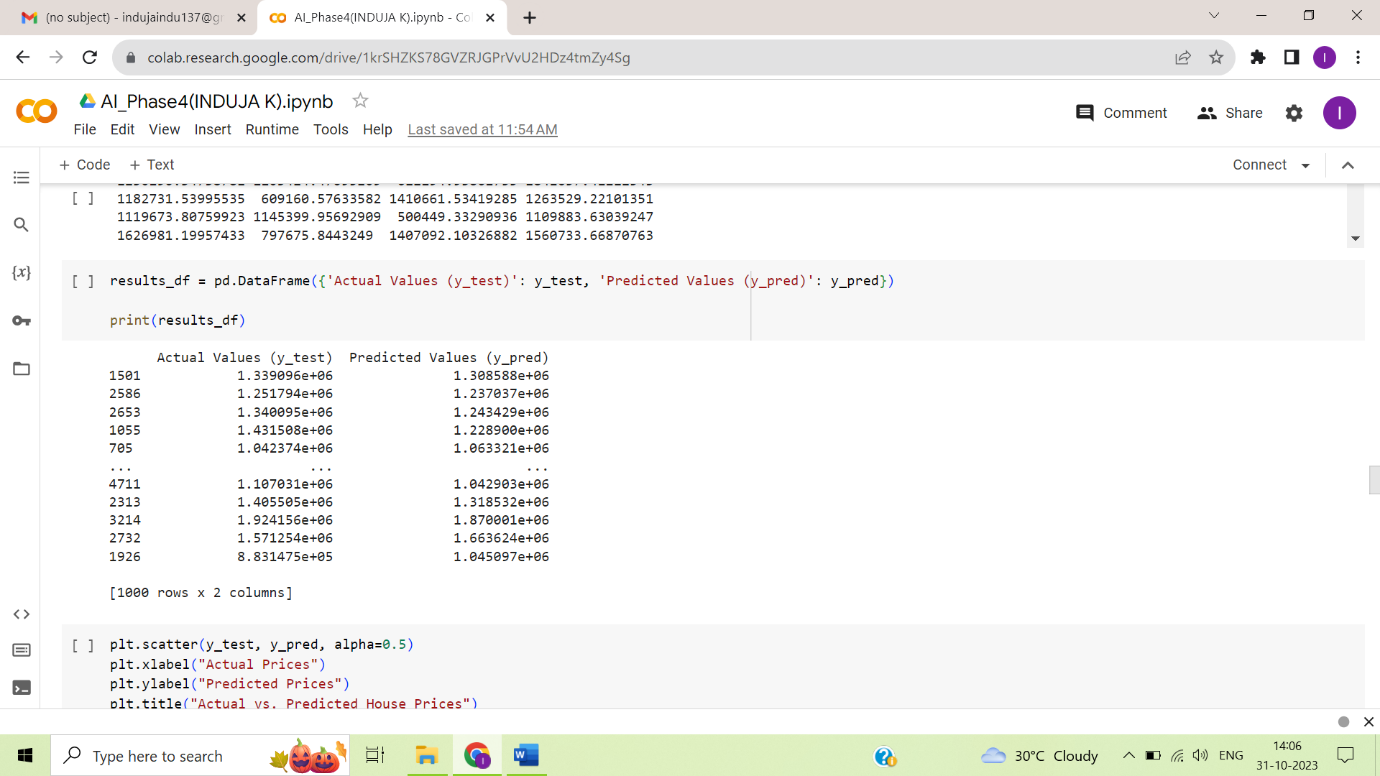 (no subject) - indujaindu137@gr
AI_Phase4(INDUJA K).ipynb - Co
colab.research.google.com/drive/1krSHZKS78GVZRJGPrVvU2HDz4tmZy4Sg
I
CO
AI_Phase4(INDUJA K).ipynb
File Edit View Insert Runtime Tools Help Last saved at 11:54 AM
Comment Share I
+ Code + Text
Connect
[ ] 1182731.53995535 609160.57633582 1410661.53419285 1263529.22101351
1119673.80759923 1145399.95692909 500449.33290936 1109883.63039247
1626981.19957433 797675.8443249 1407092.10326882 1560733.66870763
{x}
[ ] results_df = pd.DataFrame({'Actual Values (y_test)': y_test, 'Predicted Values (y_pred)': y_pred})
print(results_df)
Actual Values (y_test) Predicted Values (y_pred)
1501 1.339096e+06 1.308588e+06
2586 1.251794e+06 1.237037e+06
2653 1.340095e+06 1.243429e+06
1055 1.431508e+06 1.228900e+06
705 1.042374e+06 1.063321e+06
... ... ...
4711 1.107031e+06 1.042903e+06
2313 1.405505e+06 1.318532e+06
3214 1.924156e+06 1.870001e+06
2732 1.571254e+06 1.663624e+06
1926 8.831475e+05 1.045097e+06
[1000 rows x 2 columns]
[ ] plt.scatter(y_test, y_pred, alpha=0.5)
plt.xlabel("Actual Prices")
plt.ylabel("Predicted Prices")
plt.title("Actual vs. Predicted House Prices")
Type here to search
W
30°C Cloudy
ENG
14:06
31-10-2023